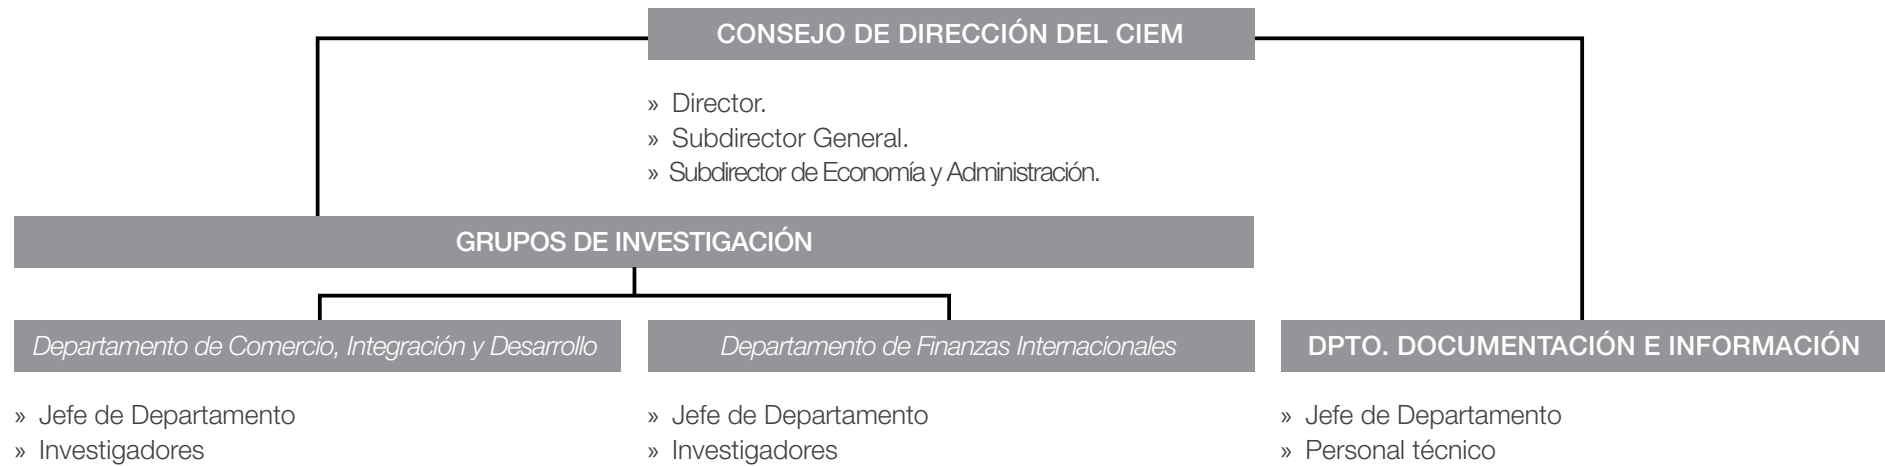 CONSEJO DE DIRECCIÓN DEL CIEM
» Director.
» Subdirector General.
» Subdirector de Economía y Administración.
GRUPOS DE INVESTIGACIÓN
Departamento de Comercio, Integración y Desarrollo
» Jefe de Departamento
» Investigadores
Departamento de Finanzas Internacionales
» Jefe de Departamento
» Investigadores
DPTO. DOCUMENTACIÓN E INFORMACIÓN
» Jefe de Departamento
» Personal técnico